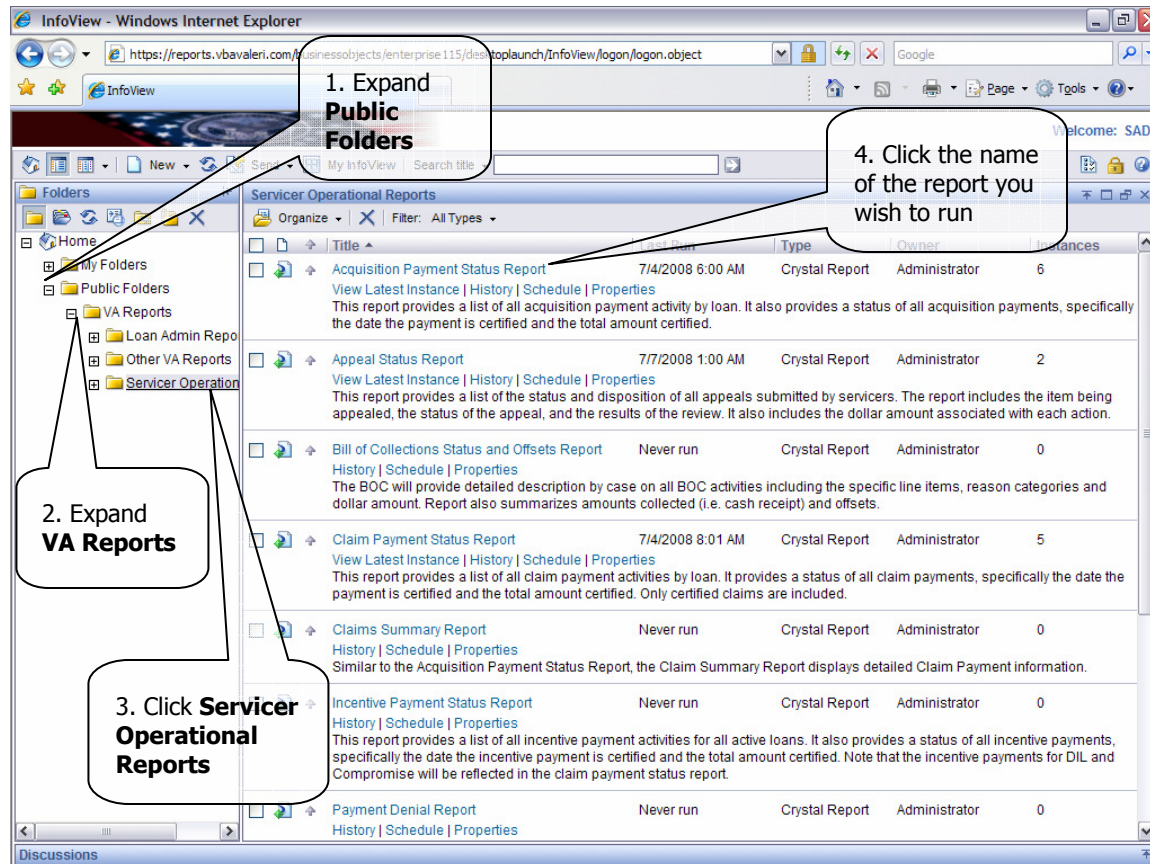 InfoView - Windows Internet Explorer
https://reports.vbavaleri.com/businessobjects/enterprise115/desktoplaunch/InfoView/logon/logon.object
Google
InfoView
Page
Tools
1. Expand
Public
Folders
Welcome: SAD
New
Send
My InfoView
Search title
4. Click the name
of the report you
wish to run
Folders
Servicer Operational Reports
Organize
Filter: All Types
Home
My Folders
Public Folders
VA Reports
Loan Admin Repo
Other VA Reports
Servicer Operation
2. Expand
VA Reports
3. Click Servicer
Operational
Reports
Title Last Run Type Owner Instances
Acquisition Payment Status Report 7/4/2008 6:00 AM Crystal Report Administrator 6
View Latest Instance | History | Schedule | Properties
This report provides a list of all acquisition payment activity by loan. It also provides a status of all acquisition payments, specifically
the date the payment is certified and the total amount certified.
Appeal Status Report 7/7/2008 1:00 AM Crystal Report Administrator 2
View Latest Instance | History | Schedule | Properties
This report provides a list of the status and disposition of all appeals submitted by servicers. The report includes the item being
appealed, the status of the appeal, and the results of the review. It also includes the dollar amount associated with each action.
Bill of Collections Status and Offsets Report Never run Crystal Report Administrator 0
History | Schedule | Properties
The BOC will provide detailed description by case on all BOC activities including the specific line items, reason categories and
dollar amount. Report also summarizes amounts collected (i.e. cash receipt) and offsets.
Claim Payment Status Report 7/4/2008 8:01 AM Crystal Report Administrator 5
View Latest Instance | History | Schedule | Properties
This report provides a list of all claim payment activities by loan. It provides a status of all claim payments, specifically the date the
payment is certified and the total amount certified. Only certified claims are included.
Claims Summary Report Never run Crystal Report Administrator 0
History | Schedule | Properties
Similar to the Acquisition Payment Status Report, the Claim Summary Report displays detailed Claim Payment information.
Incentive Payment Status Report Never run Crystal Report Administrator 0
History | Schedule | Properties
This report provides a list of all incentive payment activities for all active loans. It also provides a status of all incentive payments,
specifically the date the incentive payment is certified and the total amount certified. Note that the incentive payments for DIL and
Compromise will be reflected in the claim payment status report.
Payment Denial Report Never run Crystal Report Administrator 0
History | Schedule | Properties
Discussions